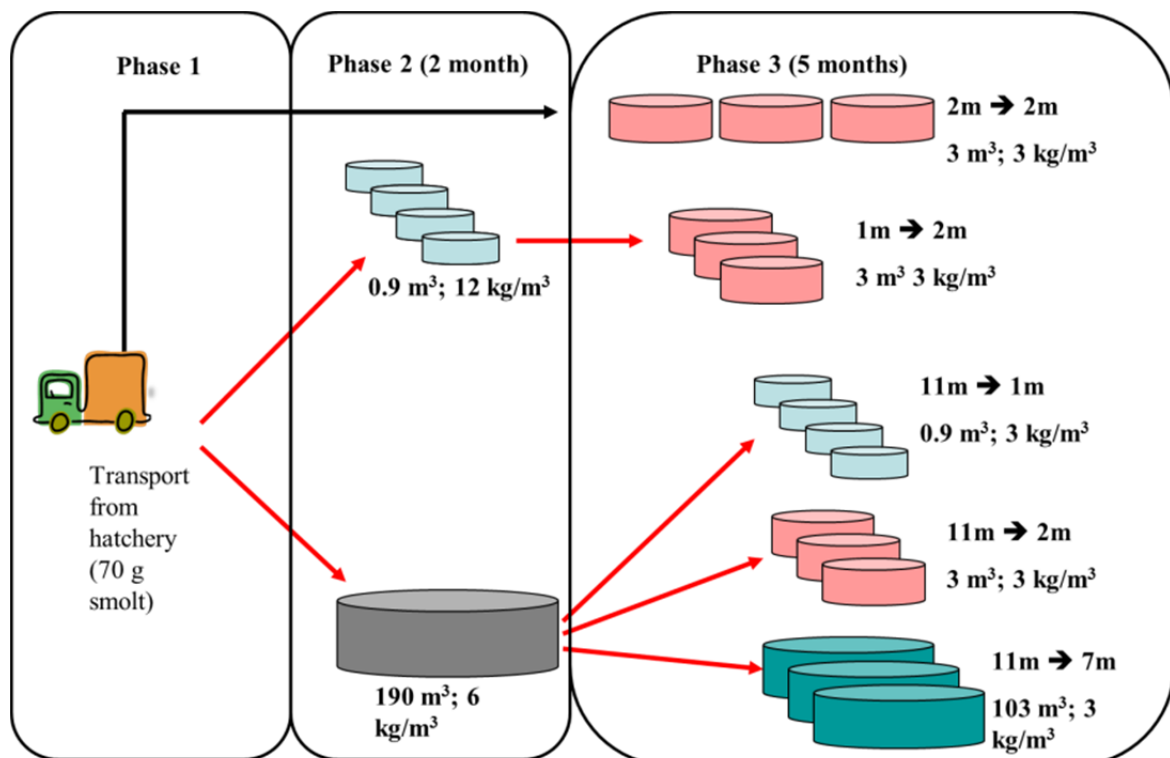 Phase 1
Transport
from
hatchery
(70 g
smolt)
Phase 2 (2 month)
0.9 m³; 12 kg/m³
190 m³; 6
kg/m³
Phase 3 (5 months)
2m ➔ 2m
3 m³; 3 kg/m³
1m ➔ 2m
3 m³ 3 kg/m³
11m ➔ 1m
0.9 m³; 3 kg/m³
11m ➔ 2m
3 m³; 3 kg/m³
11m ➔ 7m
103 m³; 3
kg/m³